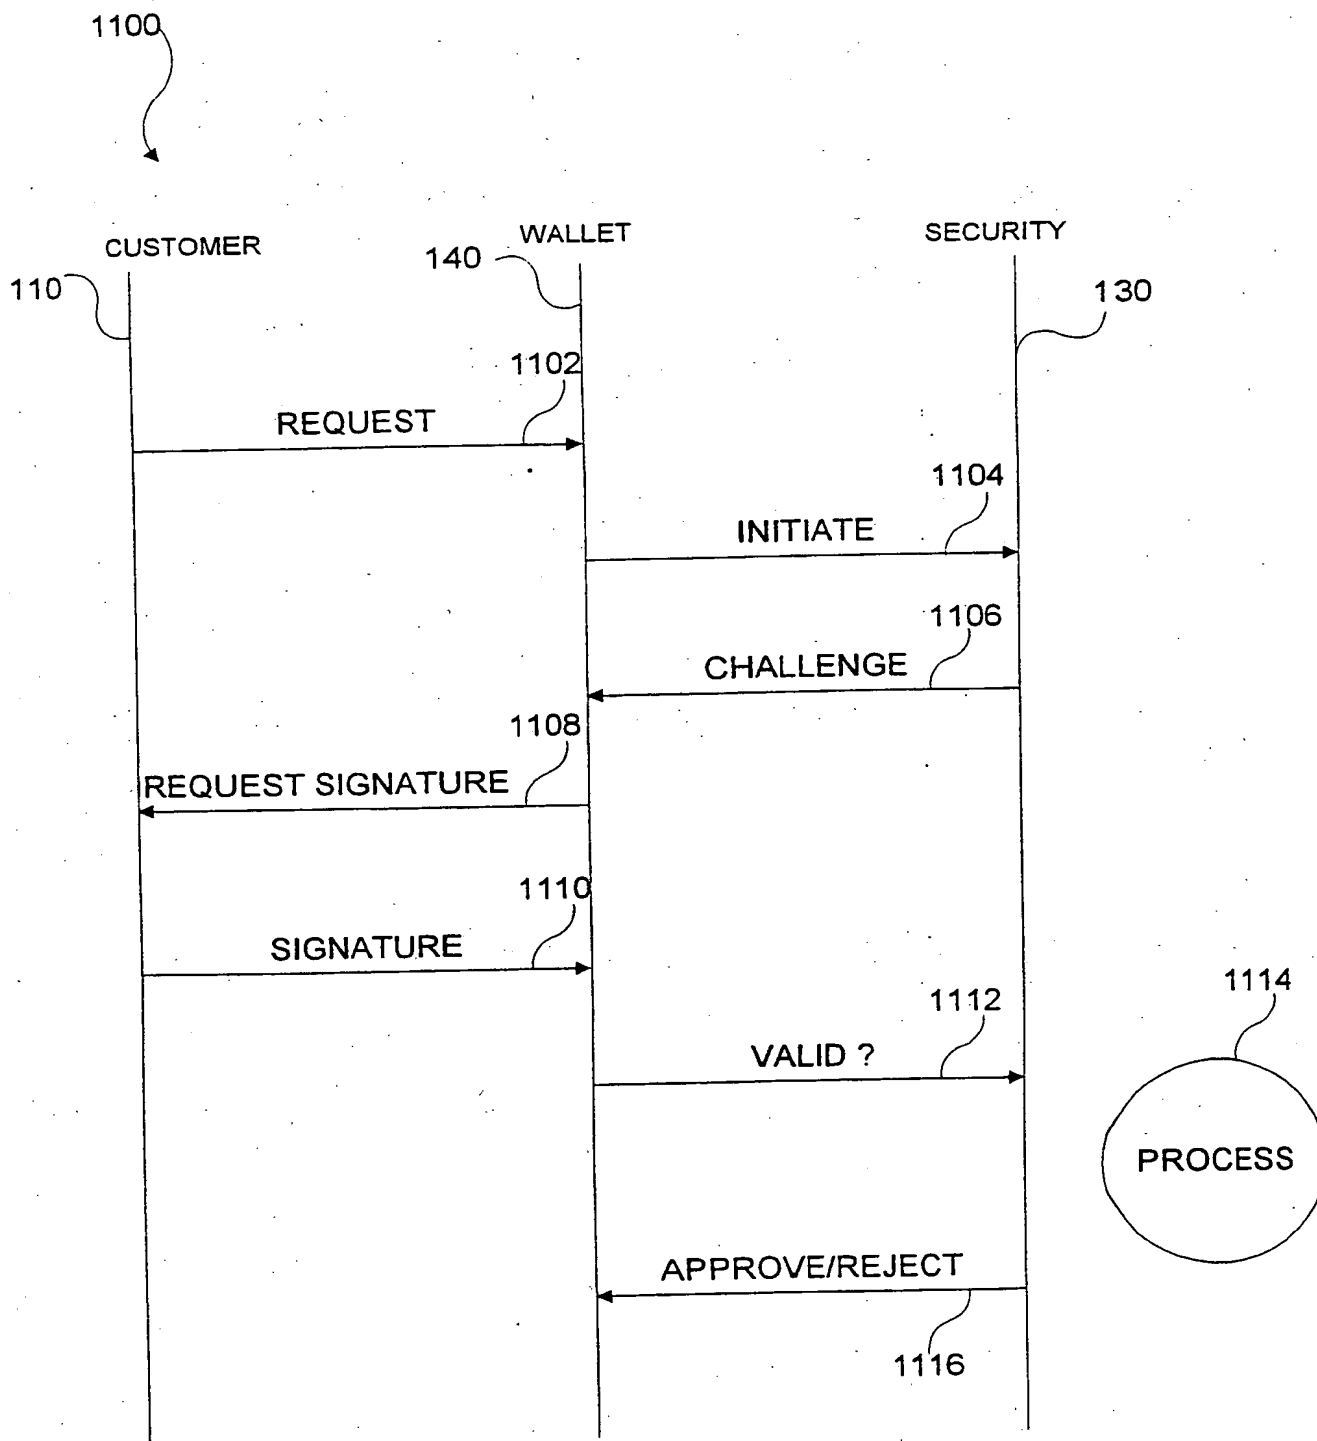 1100
CUSTOMER
WALLET
SECURITY
110
140
130
1102
REQUEST
1104
INITIATE
1106
CHALLENGE
1108
REQUEST SIGNATURE
1110
SIGNATURE
1112
VALID ?
1114
PROCESS
APPROVE/REJECT
1116